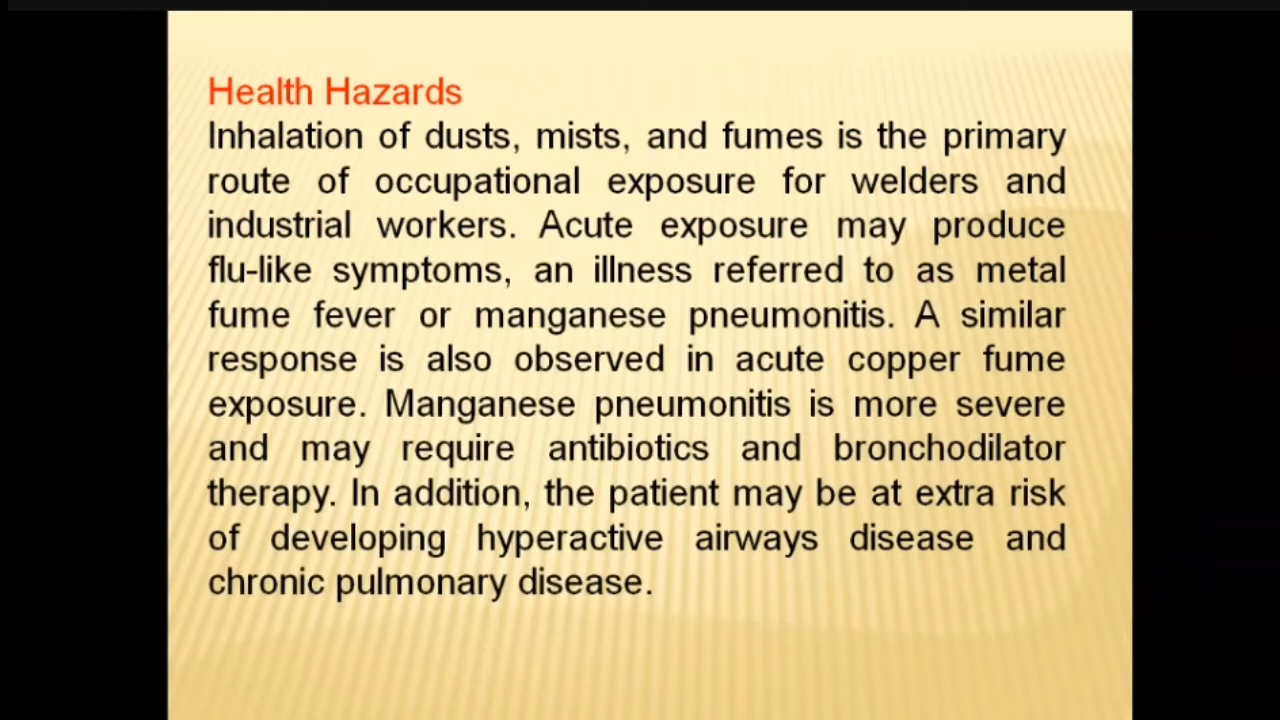 Health Hazards
Inhalation of dusts, mists, and fumes is the primary
route of occupational exposure for welders and
industrial workers. Acute exposure may produce
flu-like symptoms, an illness referred to as metal
fume fever or manganese pneumonitis. A similar
response is also observed in acute copper fume
exposure. Manganese pneumonitis is more severe
and may require antibiotics and bronchodilator
therapy. In addition, the patient may be at extra risk
of developing hyperactive airways disease and
chronic pulmonary disease.